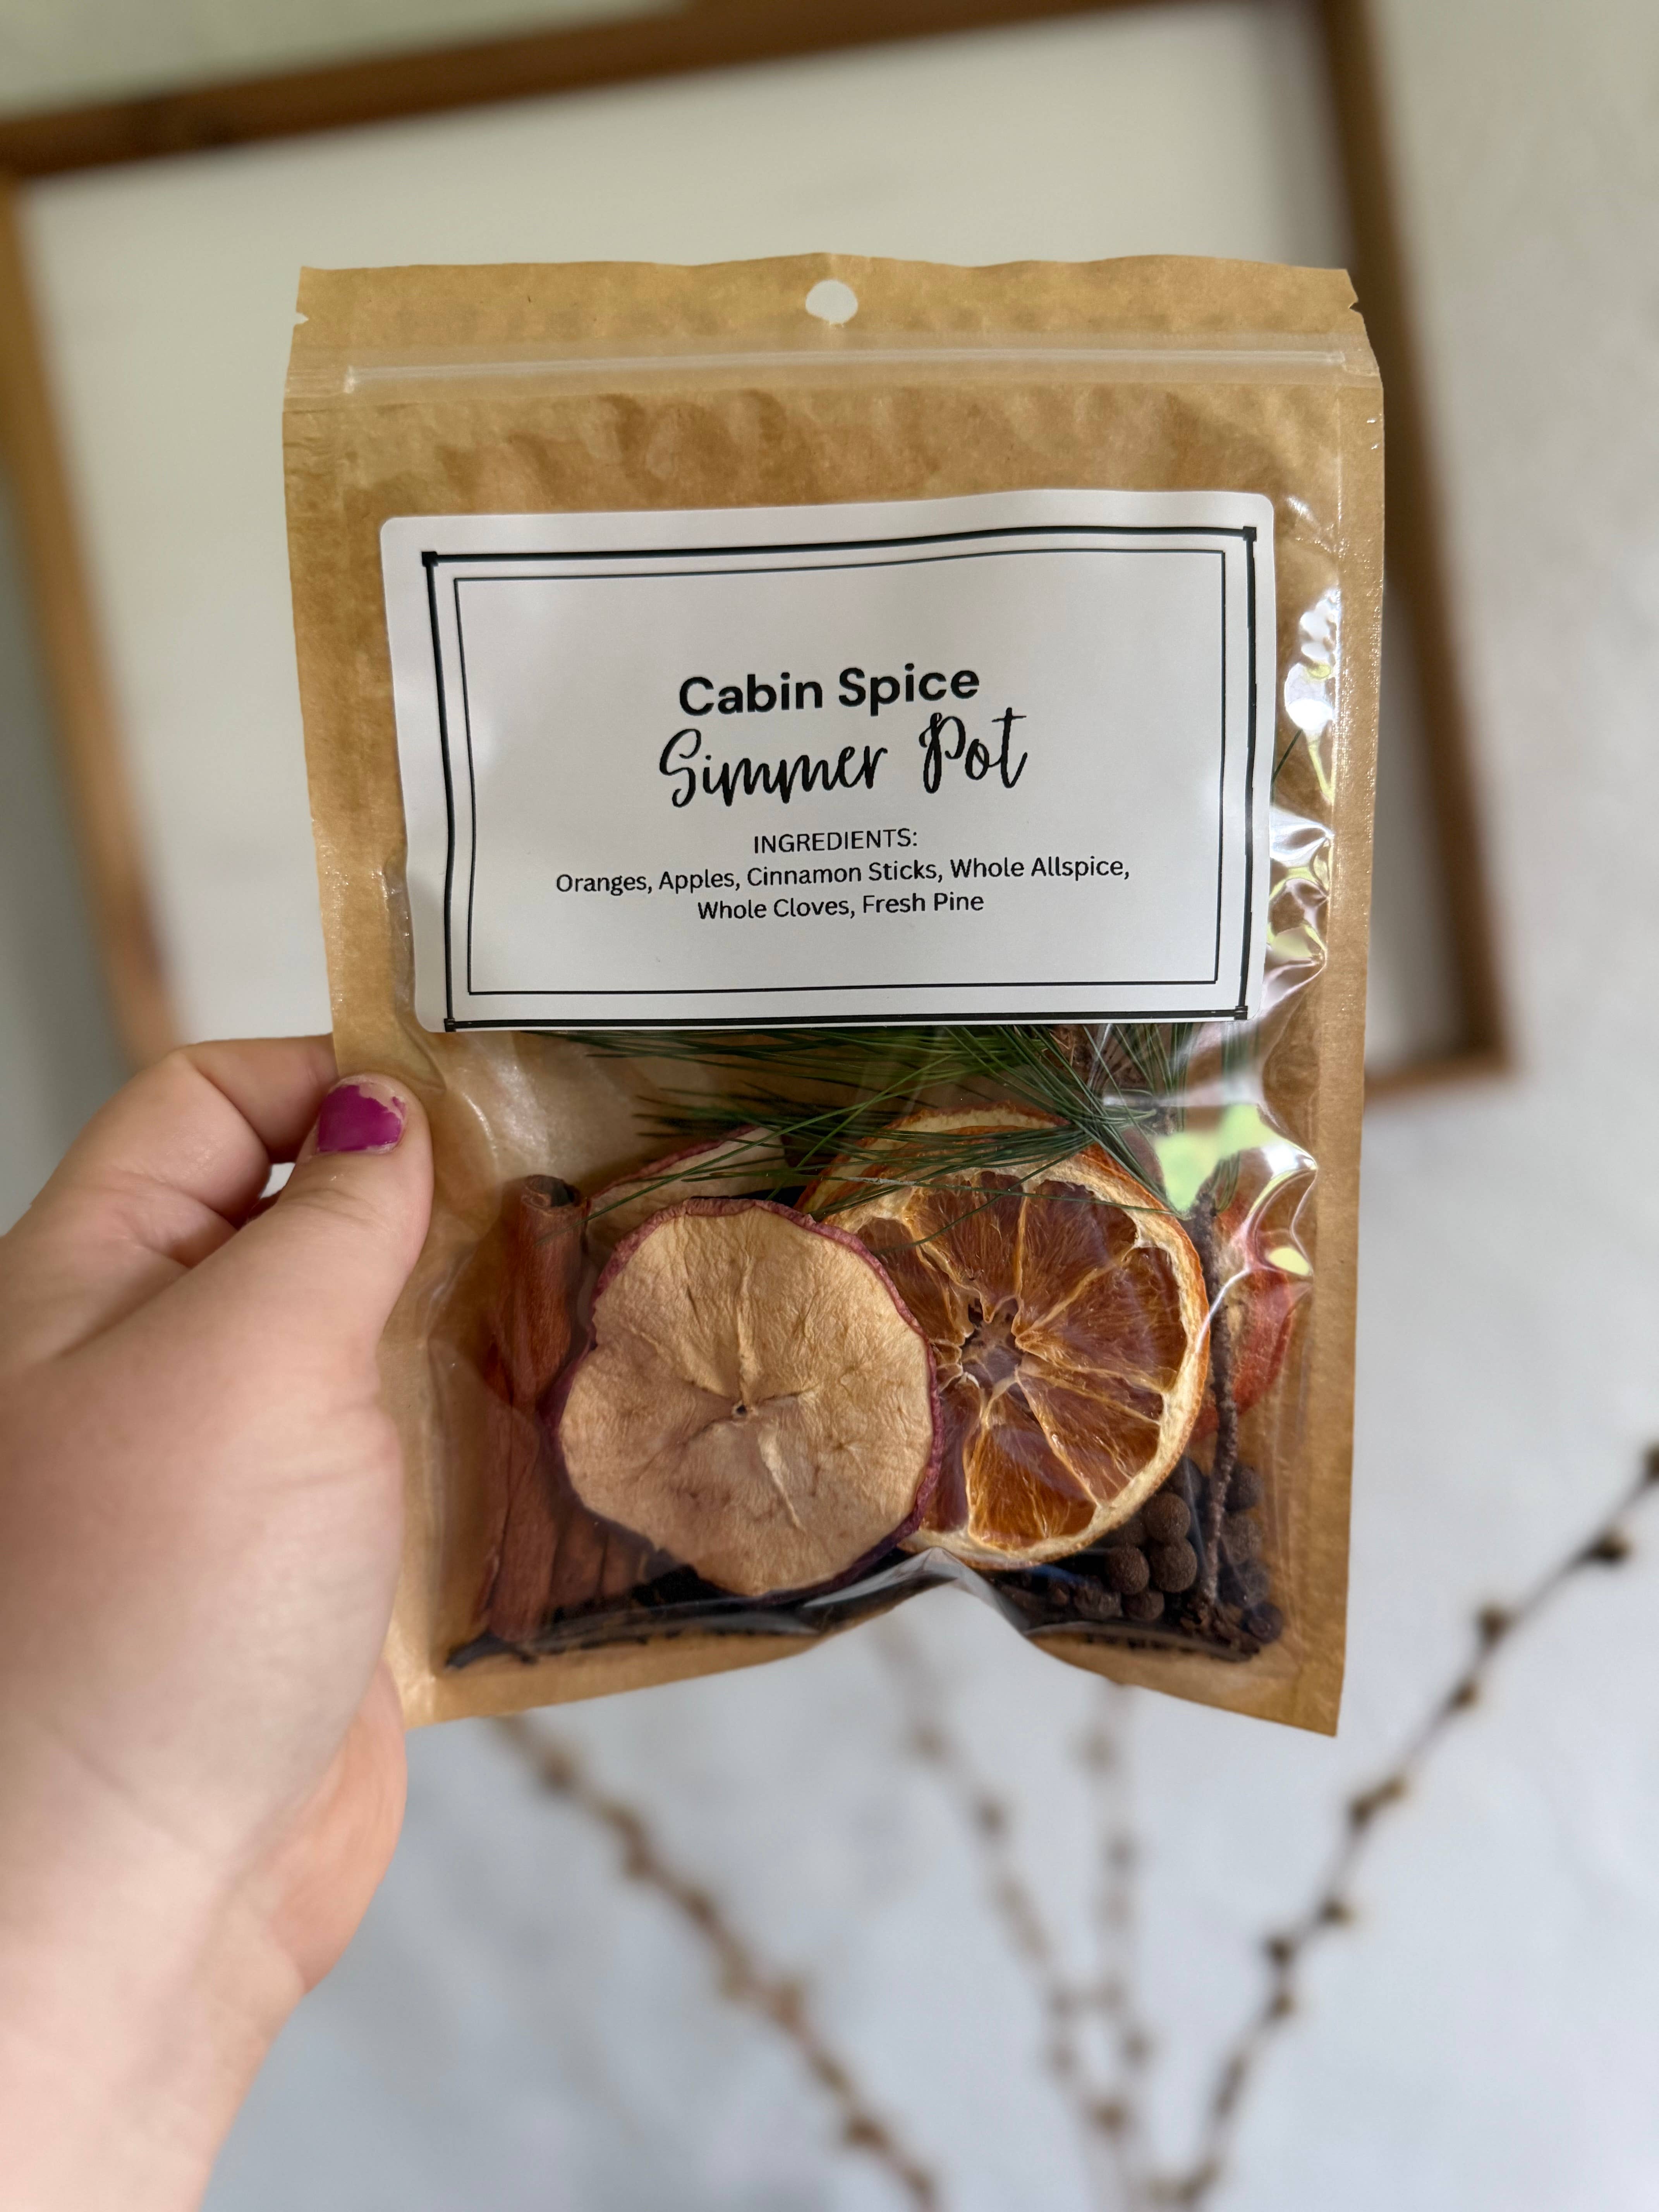 Cabin Spice
Simmer Pot
INGREDIENTS:
Oranges, Apples, Cinnamon Sticks, Whole Allspice,
Whole Cloves, Fresh Pine